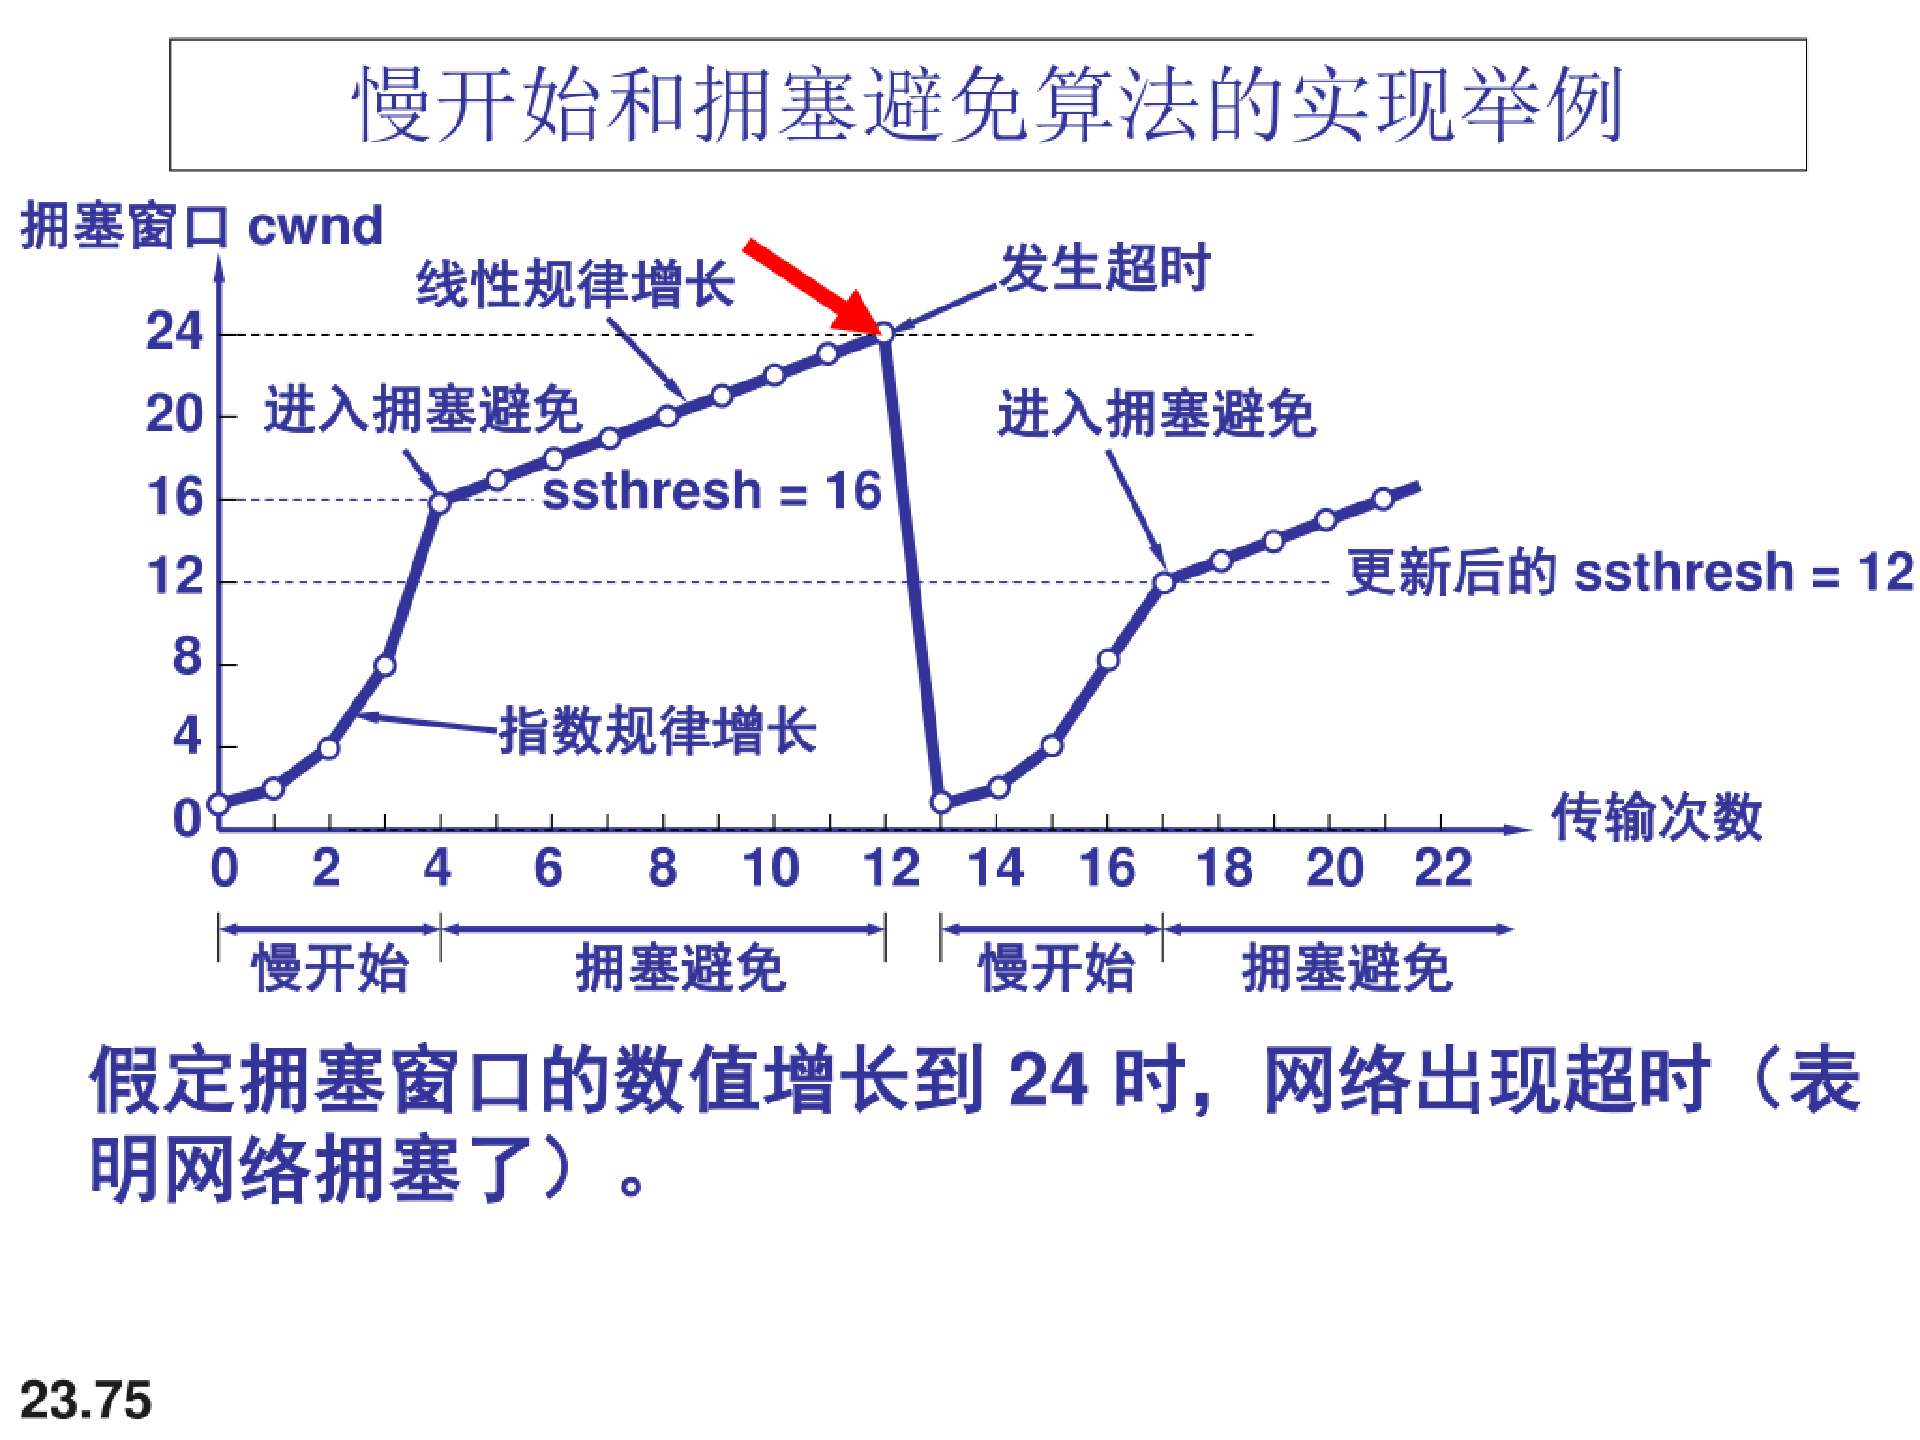 慢开始和拥塞避免算法的实现举例
拥塞窗口 cwnd
发生超时
线性规律增长
24
进入拥塞避免
进入拥塞避免
20
16
ssthresh = 16
12
更新后的 ssthresh = 12
8
4
指数规律增长
0
传输次数
0 2 4 6 8 10 12 14 16 18 20 22
慢开始 拥塞避免 慢开始 拥塞避免
假定拥塞窗口的数值增长到 24 时，网络出现超时（表
明网络拥塞了）。
23.75